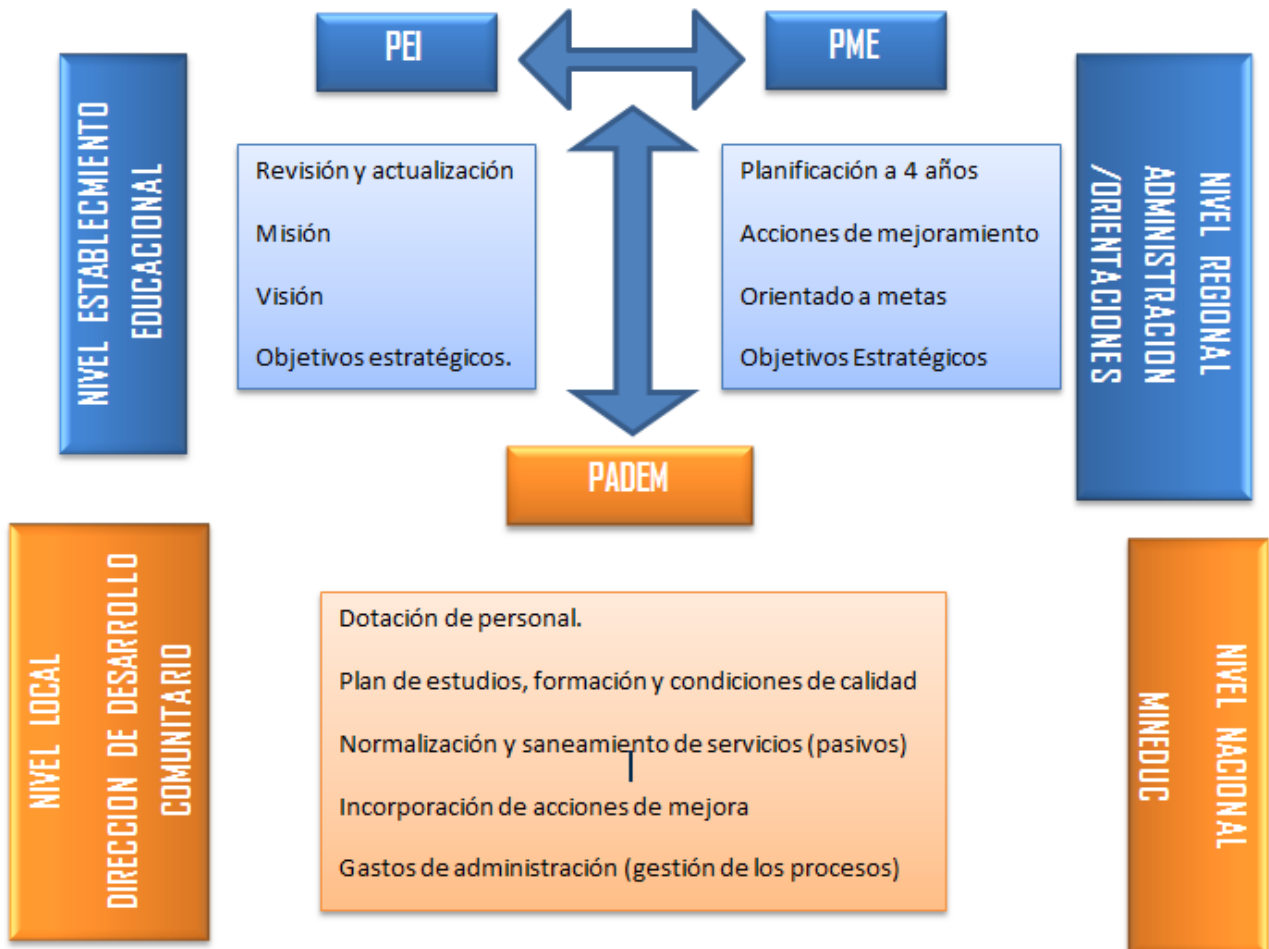 PEI
PME
NIVEL ESTABLECMIENTO
EDUCACIONAL
Revisión y actualización
Misión
Visión
Objetivos estratégicos.
Planificación a 4 años
Acciones de mejoramiento
Orientado a metas
Objetivos Estratégicos
NIVEL REGIONAL
ADMINISTRACION
/ORIENTACIONES
PADEM
NIVEL LOCAL
DIRECCION DE DESARROLLO
COMUNITARIO
Dotación de personal.
Plan de estudios, formación y condiciones de calidad
Normalización y saneamiento de servicios (pasivos)
Incorporación de acciones de mejora
Gastos de administración (gestión de los procesos)
NIVEL NACIONAL
MINEDUC